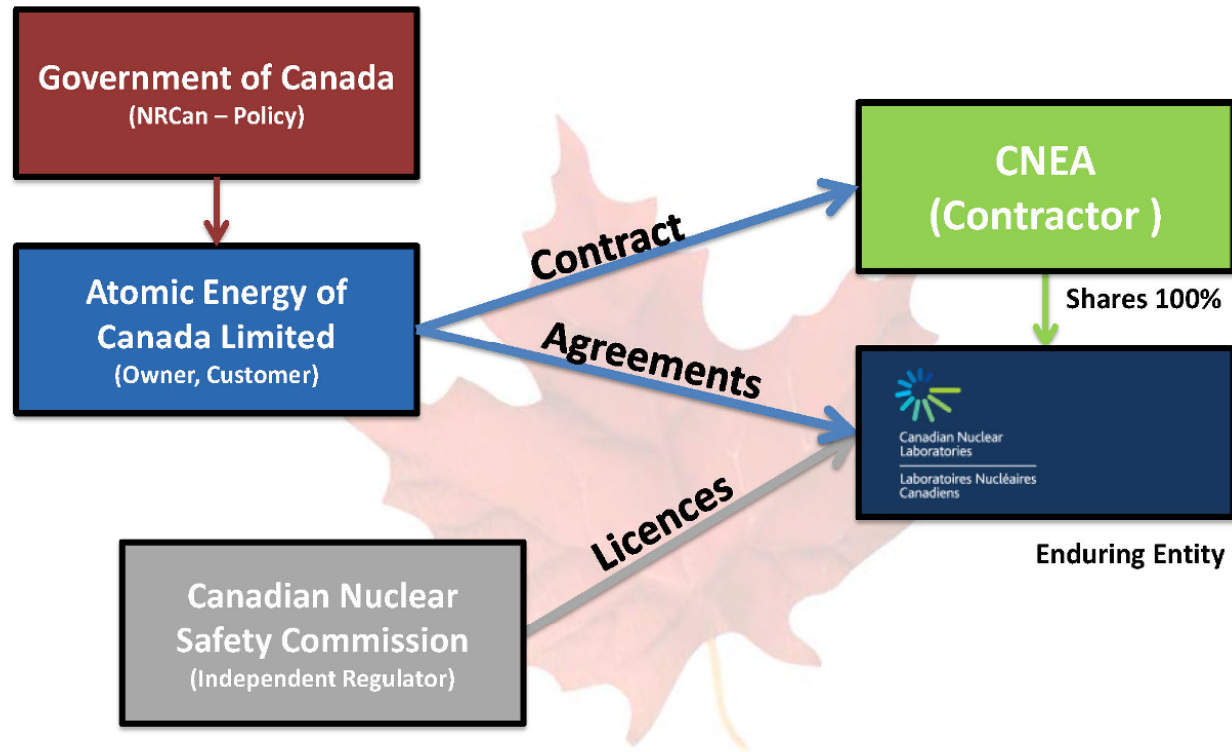 Government of Canada
(NRCan – Policy)
Atomic Energy of
Canada Limited
(Owner, Customer)
Contract
Agreements
Licences
CNEA
(Contractor )
Shares 100%
Canadian Nuclear
Laboratories
Laboratoires Nucléaires
Canadiens
Enduring Entity
Canadian Nuclear
Safety Commission
(Independent Regulator)